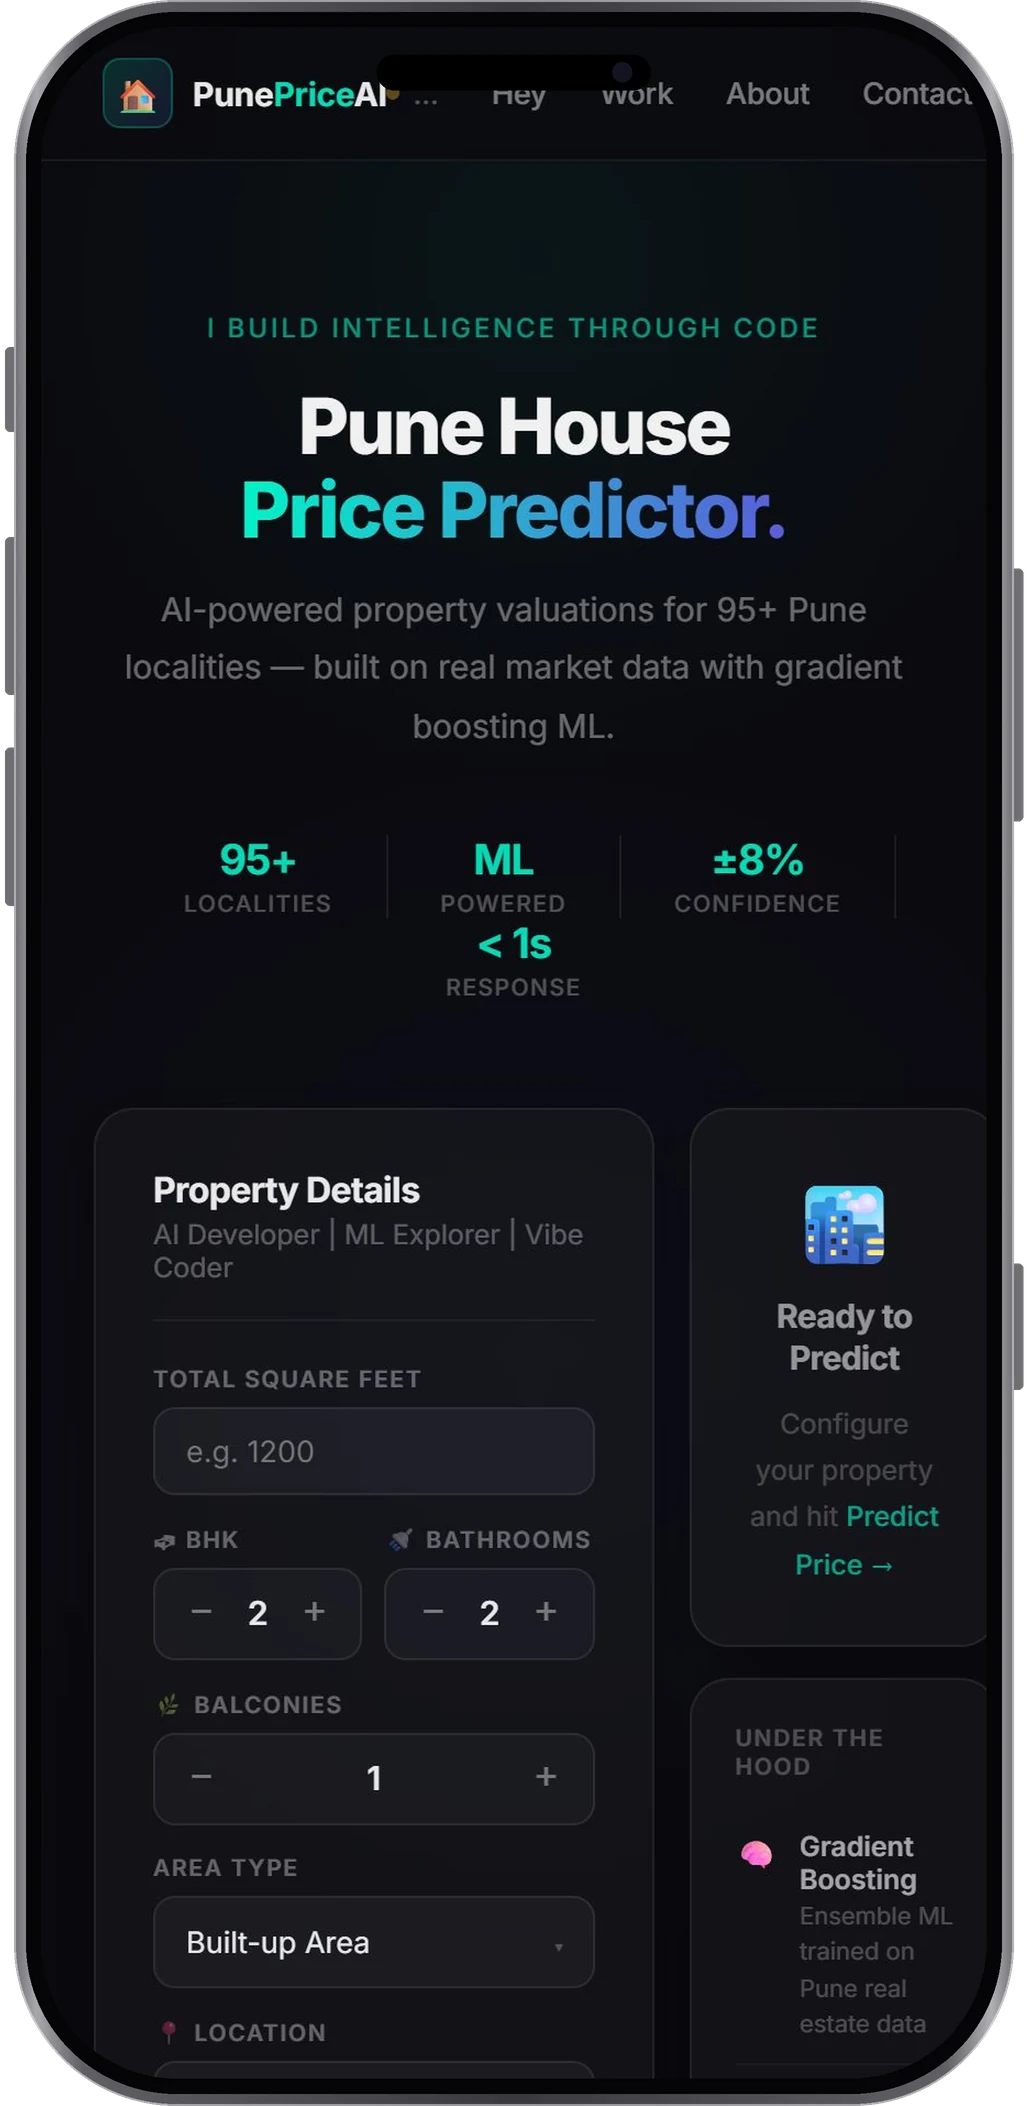 PunePriceAI
... Hey Work About Contact
I BUILD INTELLIGENCE THROUGH CODE
Pune House
Price Predictor.
AI-powered property valuations for 95+ Pune
localities — built on real market data with gradient
boosting ML.
95+
LOCALITIES
ML
POWERED
±8%
CONFIDENCE
< 1s
RESPONSE
Property Details
AI Developer | ML Explorer | Vibe
Coder
TOTAL SQUARE FEET
e.g. 1200
BHK
− 2 +
BATHROOMS
− 2 +
BALCONIES
− 1 +
AREA TYPE
Built-up Area
LOCATION
Ready to
Predict
Configure
your property
and hit Predict
Price →
UNDER THE
HOOD
Gradient
Boosting
Ensemble ML
trained on
Pune real
estate data